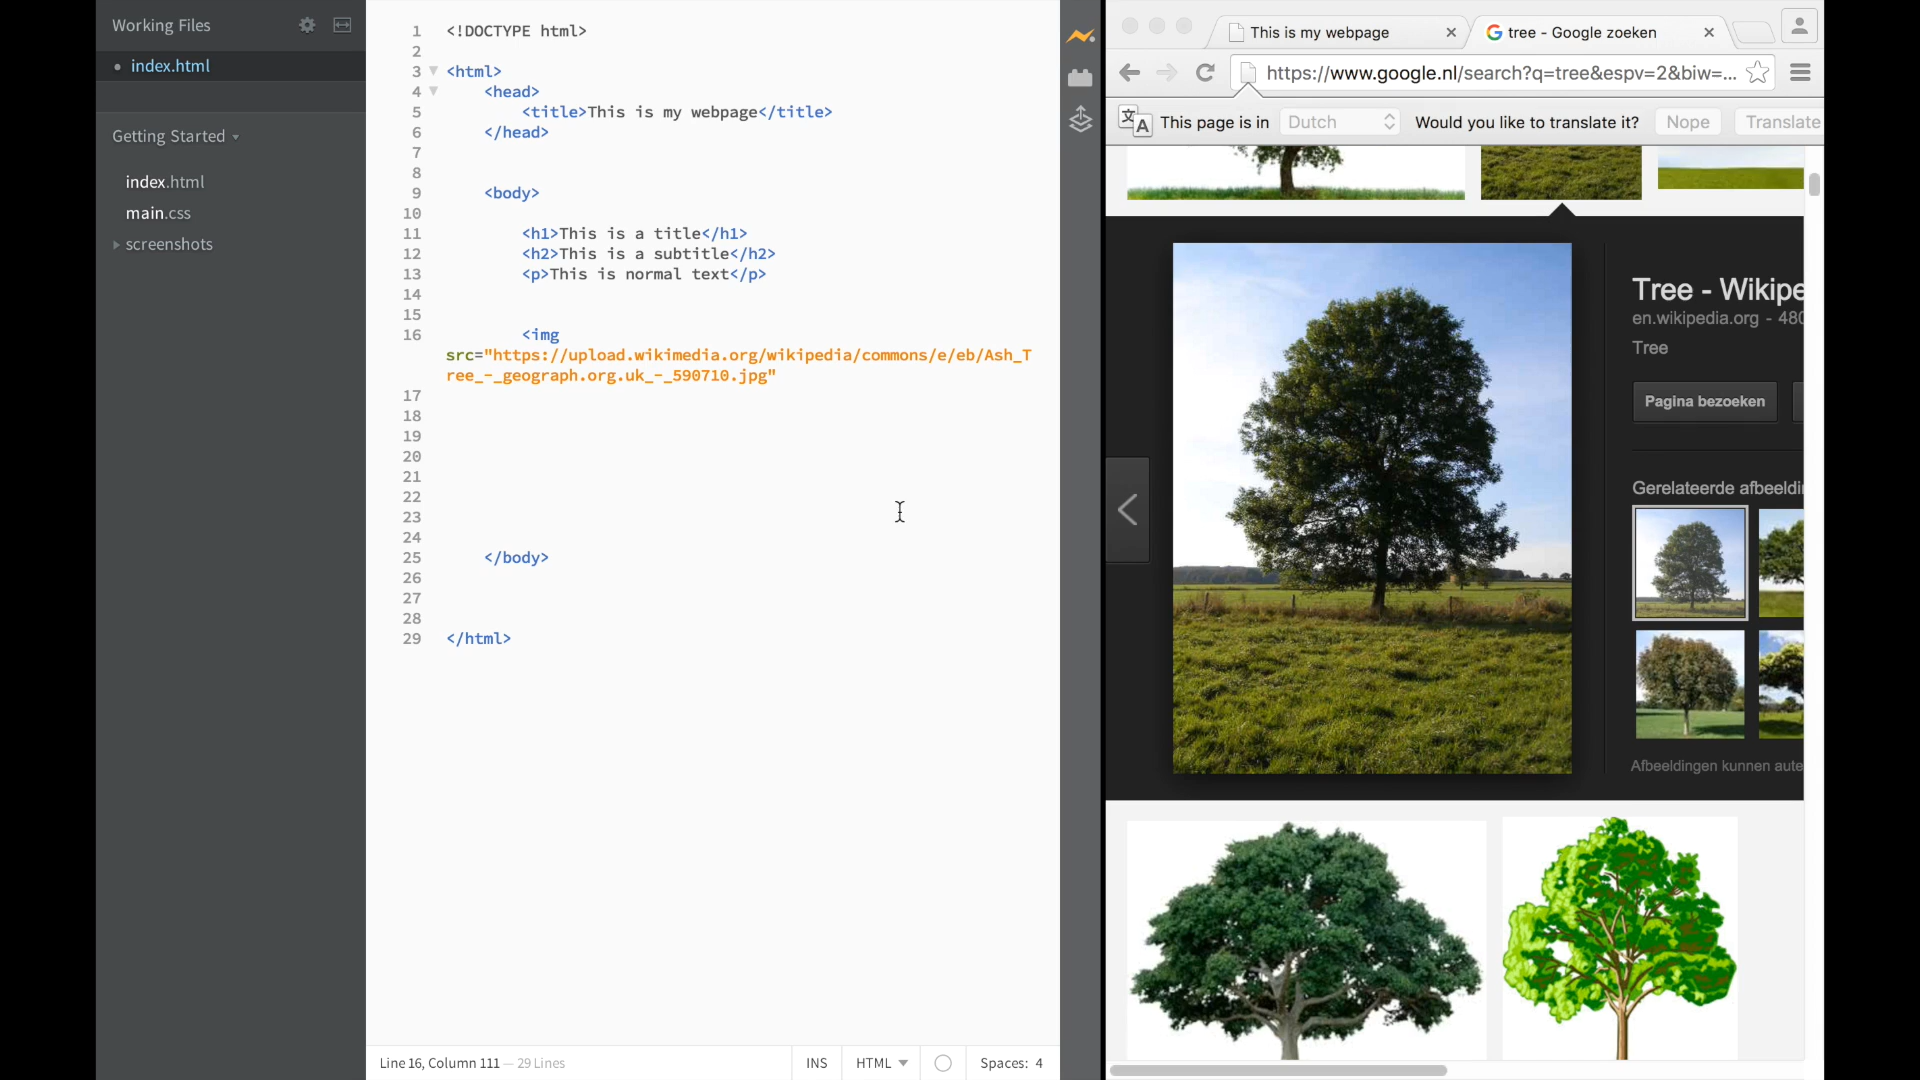 Working Files
index.html
Getting Started
index.html
main.css
screenshots
1 <!DOCTYPE html>
2
3 <html>
4 <head>
5 <title>This is my webpage</title>
6 </head>
7
8
9 <body>
10
11 <h1>This is a title</h1>
12 <h2>This is a subtitle</h2>
13 <p>This is normal text</p>
14
15
16 <img
src="https://upload.wikimedia.org/wikipedia/commons/e/eb/Ash_T
ree_-_geograph.org.uk_-_590710.jpg"
17
18
19
20
21
22
23
24
25 </body>
26
27
28
29 </html>
Line 16, Column 111 — 29 Lines
INS
HTML
Spaces: 4
This is my webpage
tree - Google zoeken
https://www.google.nl/search?q=tree&espv=2&biw=...
文A
This page is in Dutch Would you like to translate it? Nope Translate
Tree - Wikipe
en.wikipedia.org - 480
Tree
Pagina bezoeken
Gerelateerde afbeeldi
Afbeeldingen kunnen aute